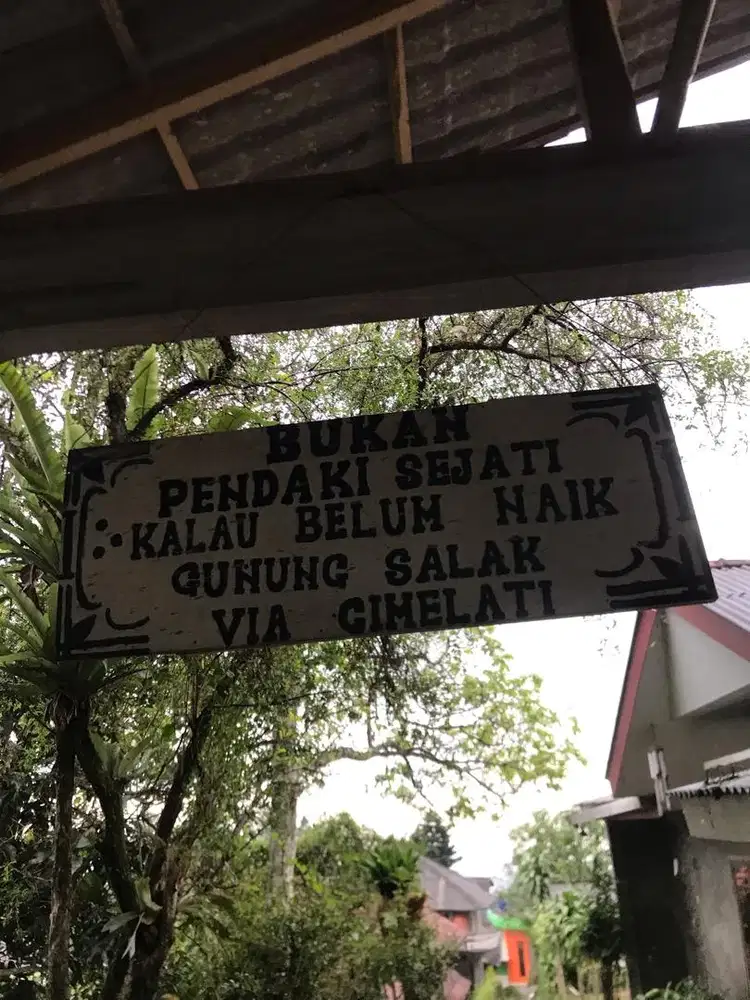 BUKAN
PENDAKI SEJATI
KALAU BELUM NAIK
GUNUNG SALAK
VIA CIMELATI